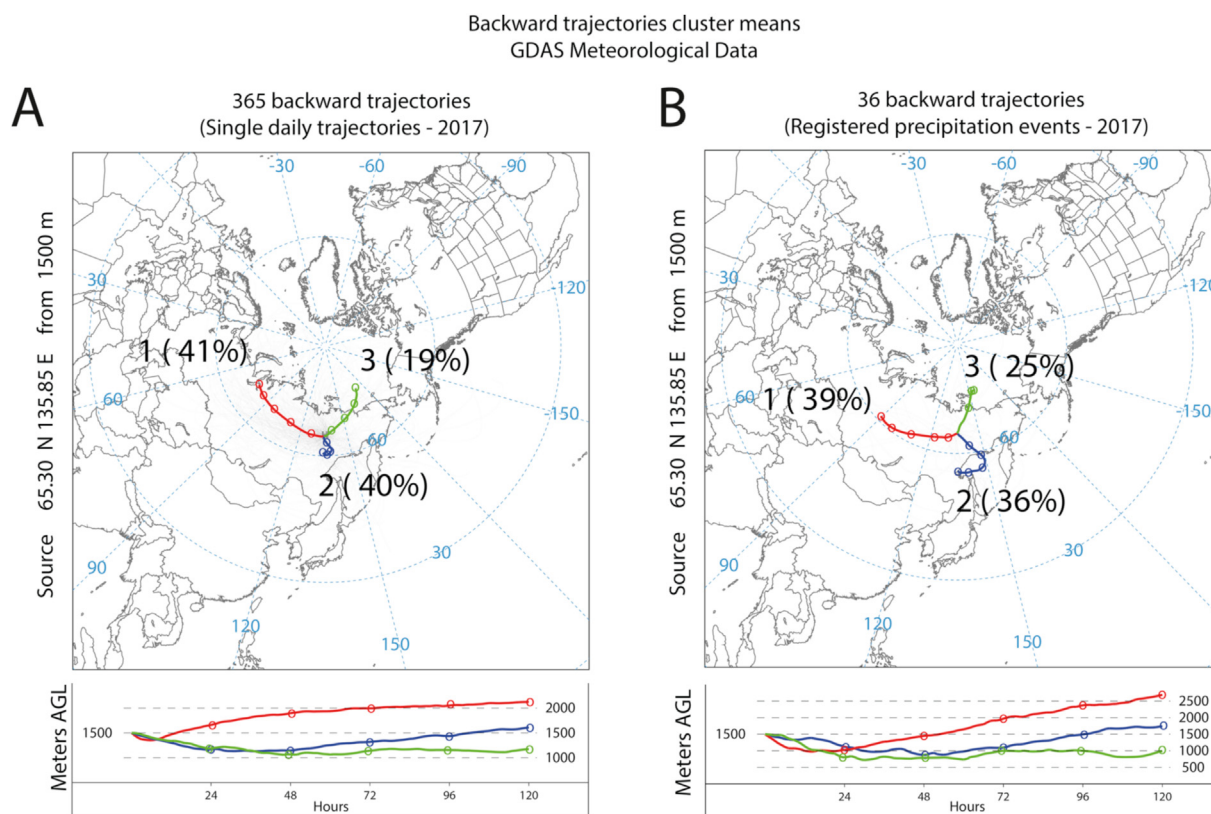 Backward trajectories cluster means
GDAS Meteorological Data
A
365 backward trajectories
(Single daily trajectories - 2017)
Source 65.30 N 135.85 E from 1500 m
-30
-60
-90
30
-120
1 ( 41%)
3 ( 19%)
60
-150
60
2 ( 40%)
30
90
120
150
Meters AGL
1500
2000
1500
1000
24
48
72
96
120
Hours
B
36 backward trajectories
(Registered precipitation events - 2017)
Source 65.30 N 135.85 E from 1500 m
-30
-60
-90
30
-120
3 ( 25%)
1 ( 39%)
60
-150
60
2 ( 36%)
30
90
120
150
Meters AGL
1500
2500
2000
1500
1000
500
24
48
72
96
120
Hours